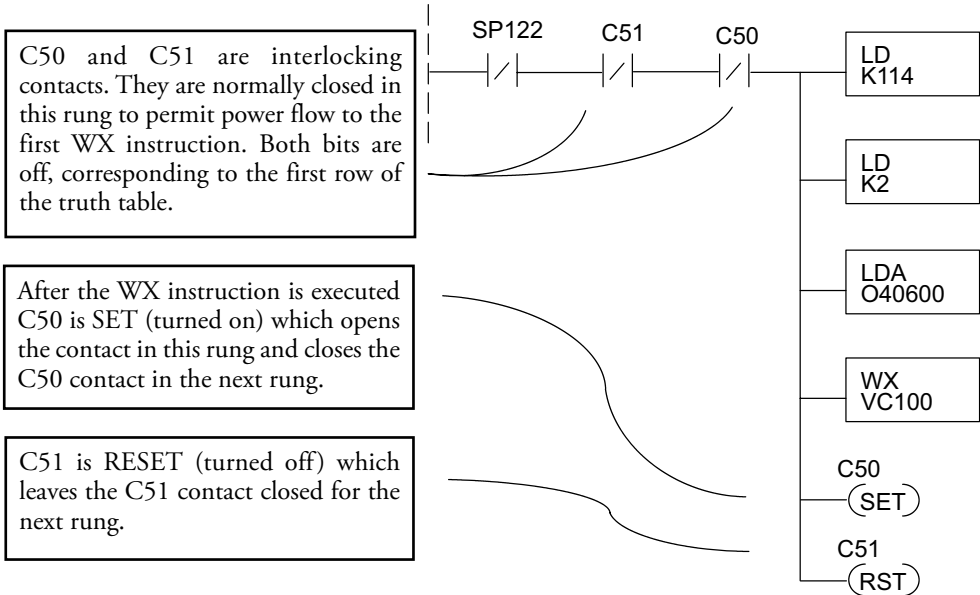 C50 and C51 are interlocking
contacts. They are normally closed in
this rung to permit power flow to the
first WX instruction. Both bits are
off, corresponding to the first row of
the truth table.
After the WX instruction is executed
C50 is SET (turned on) which opens
the contact in this rung and closes the
C50 contact in the next rung.
C51 is RESET (turned off) which
leaves the C51 contact closed for the
next rung.
SP122
C51
C50
LD
K114
LD
K2
LDA
O40600
WX
VC100
C50
SET
C51
RST